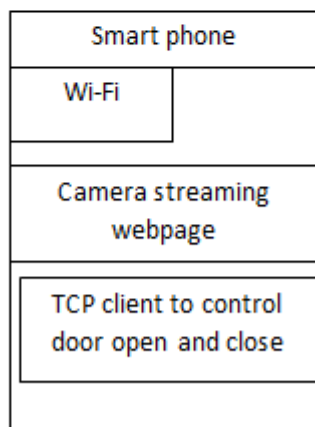 Smart phone
Wi-Fi
Camera streaming
webpage
TCP client to control
door open and close